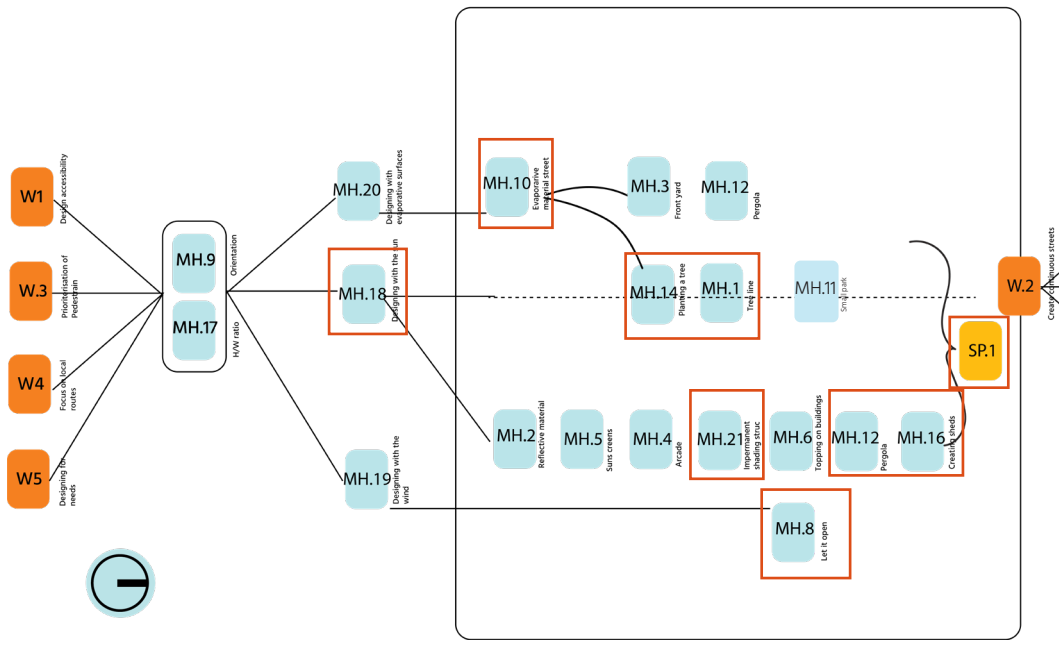 W1
Design accessibility
W.3
Prioriterisation of
Pedestrain
W4
Focus on local
routes
W5
Designing for
needs
MH.9
Orientation
MH.17
H/W ratio
MH.20
Designing with
evaporative surfaces
MH.18
Designing with the sun
MH.19
Designing with the
wind
MH.10
Evaporarive
material street
MH.3
Front yard
MH.12
Pergola
MH.14
Planting a tree
MH.1
Tree line
MH.11
Small park
MH.2
Reflective material
MH.5
Suns creens
MH.4
Arcade
MH.21
Impermanent
shading struc
MH.6
Topping on buildings
MH.12
Pergola
MH.16
Creating sheds
MH.8
Let it open
W.2
Create continuous streets
SP.1